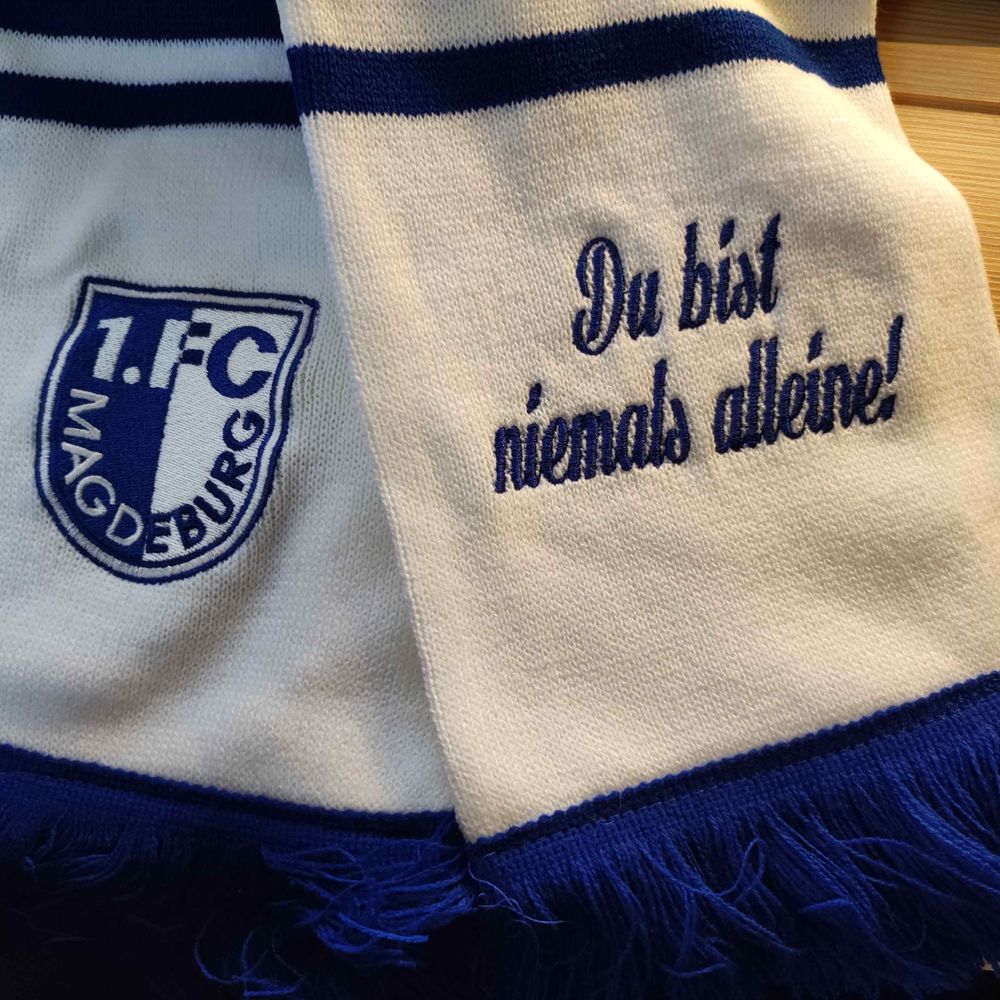 1.FC
MAGDEBURG
Du bist
niemals alleine!